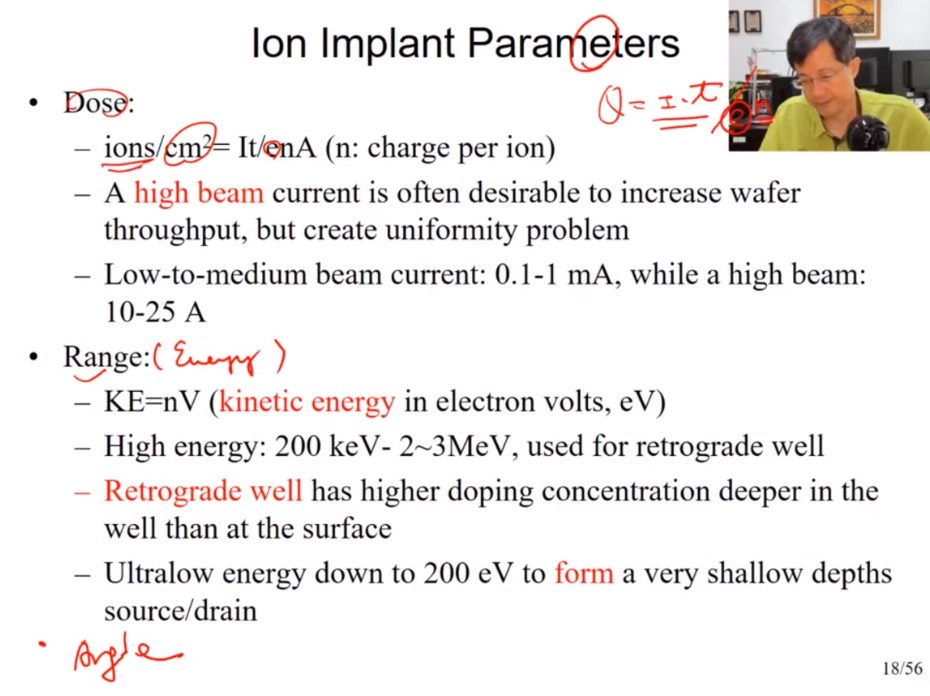 Ion Implant Parameters
• Dose:
Q = I·t
e n
– ions/cm²= It/enA (n: charge per ion)
– A high beam current is often desirable to increase wafer
throughput, but create uniformity problem
– Low-to-medium beam current: 0.1-1 mA, while a high beam:
10-25 A
• Range: (Energy)
– KE=nV (kinetic energy in electron volts, eV)
– High energy: 200 keV- 2~3MeV, used for retrograde well
– Retrograde well has higher doping concentration deeper in the
well than at the surface
– Ultralow energy down to 200 eV to form a very shallow depths
source/drain
• Angle
18/56